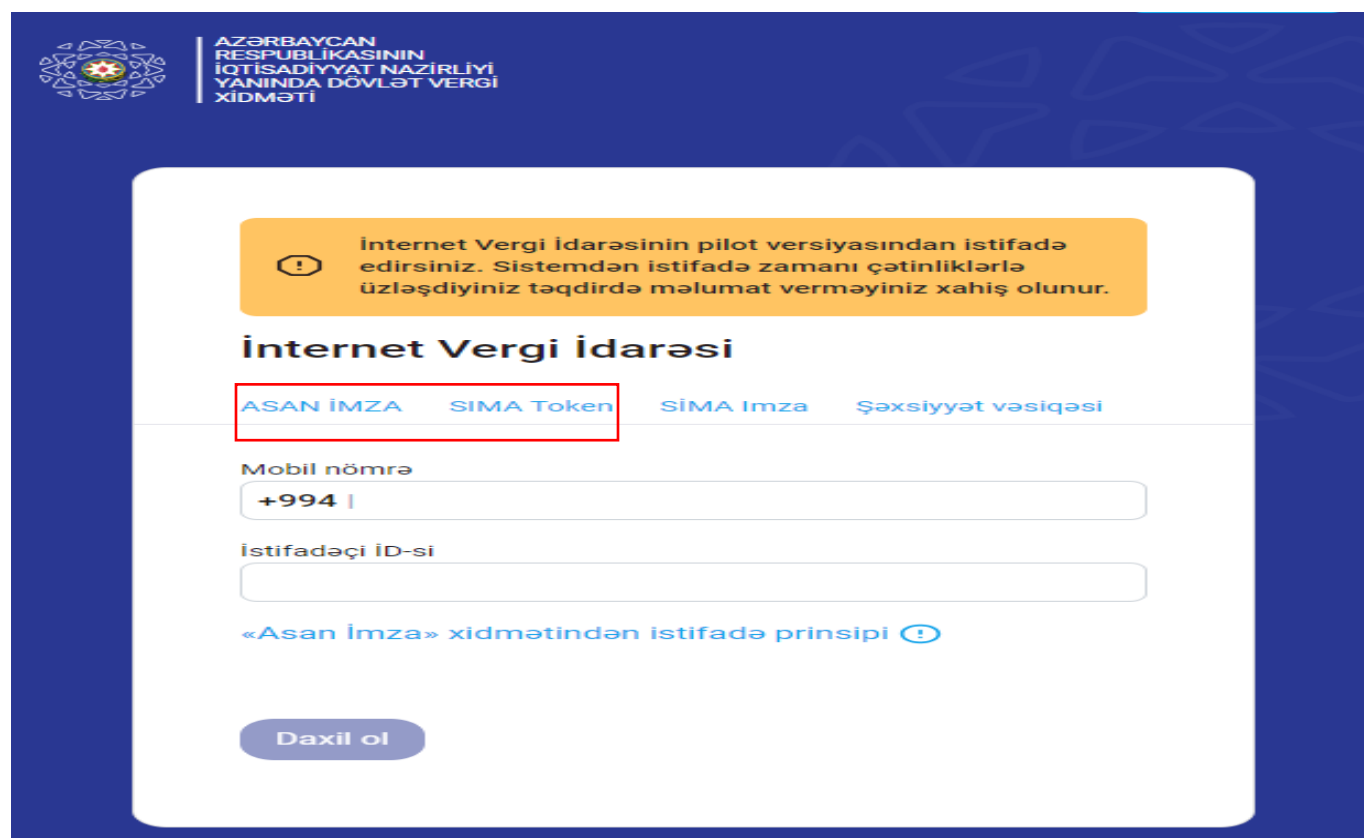 AZƏRBAYCAN
RESPUBLİKASININ
İQTİSADİYYAT NAZİRLİYİ
YANINDA DÖVLƏT VERGİ
XİDMƏTİ
İnternet Vergi İdarəsinin pilot versiyasından istifadə
edirsiniz. Sistemdən istifadə zamanı çətinliklərlə
üzləşdiyiniz təqdirdə məlumat verməyiniz xahiş olunur.
İnternet Vergi İdarəsi
ASAN İMZA SIMA Token SİMA Imza Şəxsiyyət vəsiqəsi
Mobil nömrə
+994 |
İstifadəçi İD-si
«Asan İmza» xidmətindən istifadə prinsipi
Daxil ol